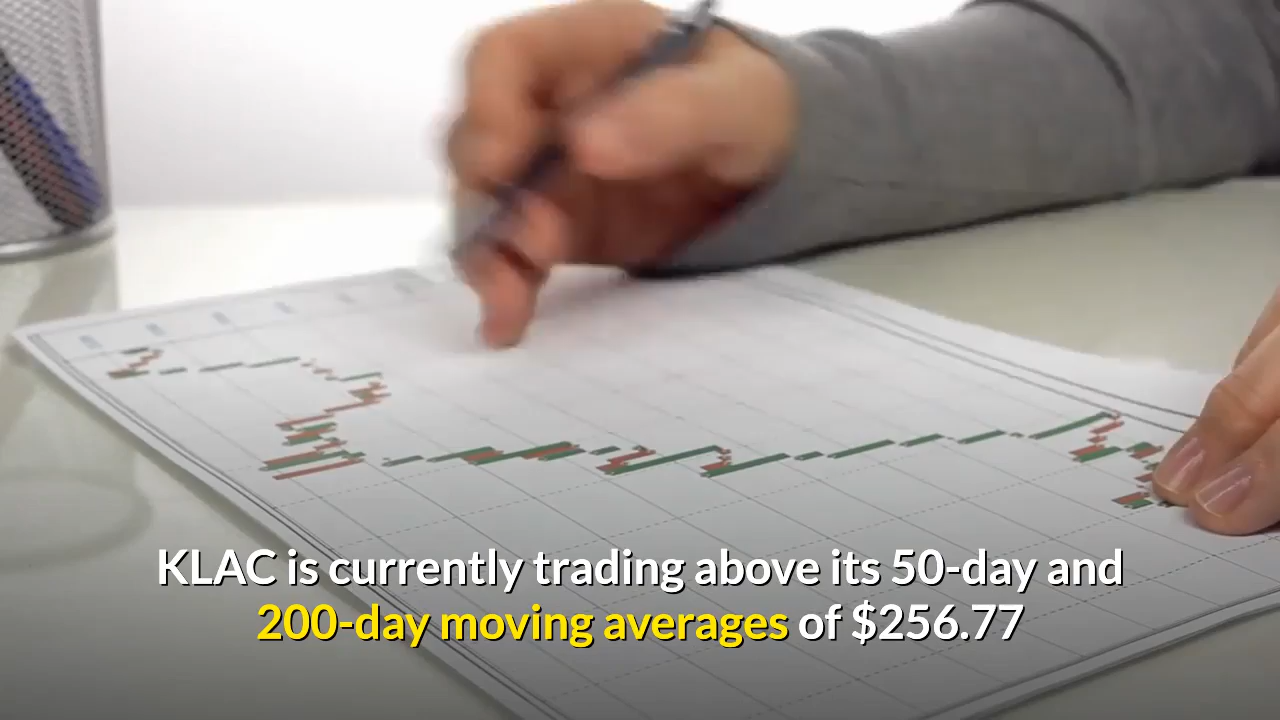 KLAC is currently trading above its 50-day and
200-day moving averages of $256.77